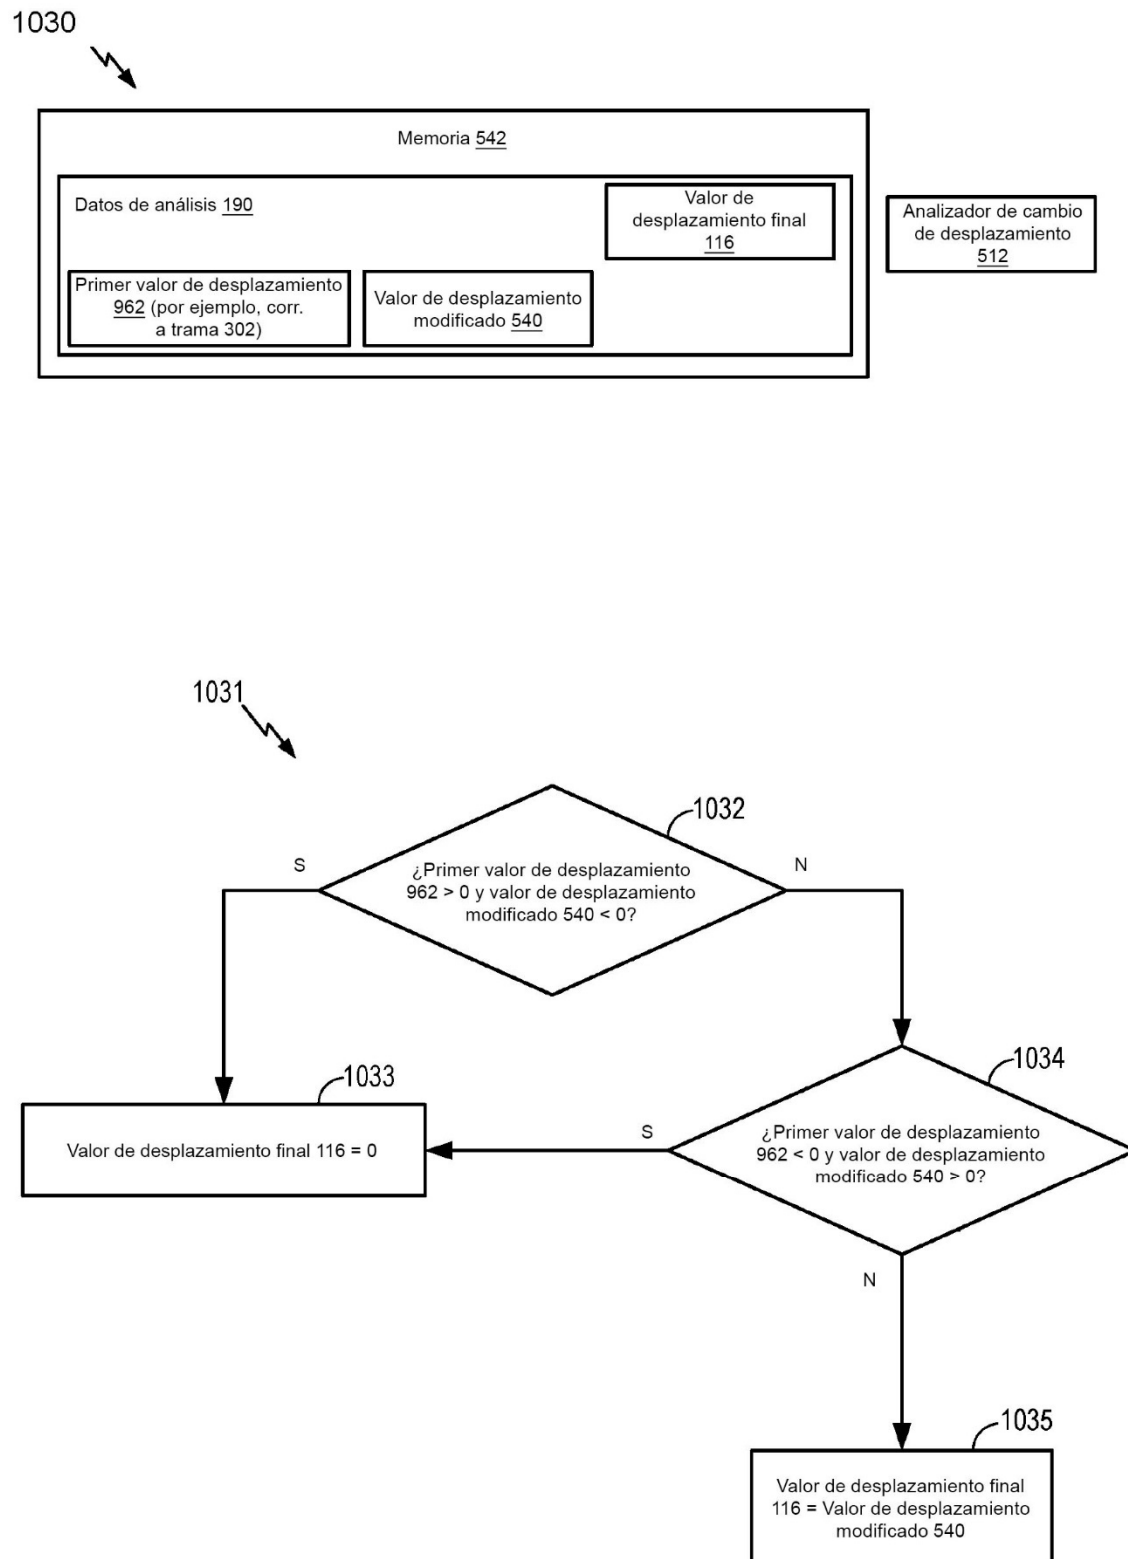 1030
Memoria 542
Datos de análisis 190
Valor de
desplazamiento final
116
Primer valor de desplazamiento
962 (por ejemplo, corr.
a trama 302)
Valor de desplazamiento
modificado 540
Analizador de cambio
de desplazamiento
512
1031
1032
S
N
¿Primer valor de desplazamiento
962 > 0 y valor de desplazamiento
modificado 540 < 0?
1033
Valor de desplazamiento final 116 = 0
1034
S
¿Primer valor de desplazamiento
962 < 0 y valor de desplazamiento
modificado 540 > 0?
N
1035
Valor de desplazamiento final
116 = Valor de desplazamiento
modificado 540